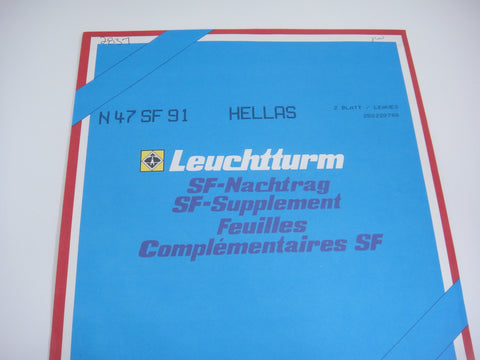 N 47 SF 91 HELLAS 2 BLATT / LEAVES
Leuchtturm
SF-Nachtrag
SF-Supplement
Feuilles
Complémentaires SF